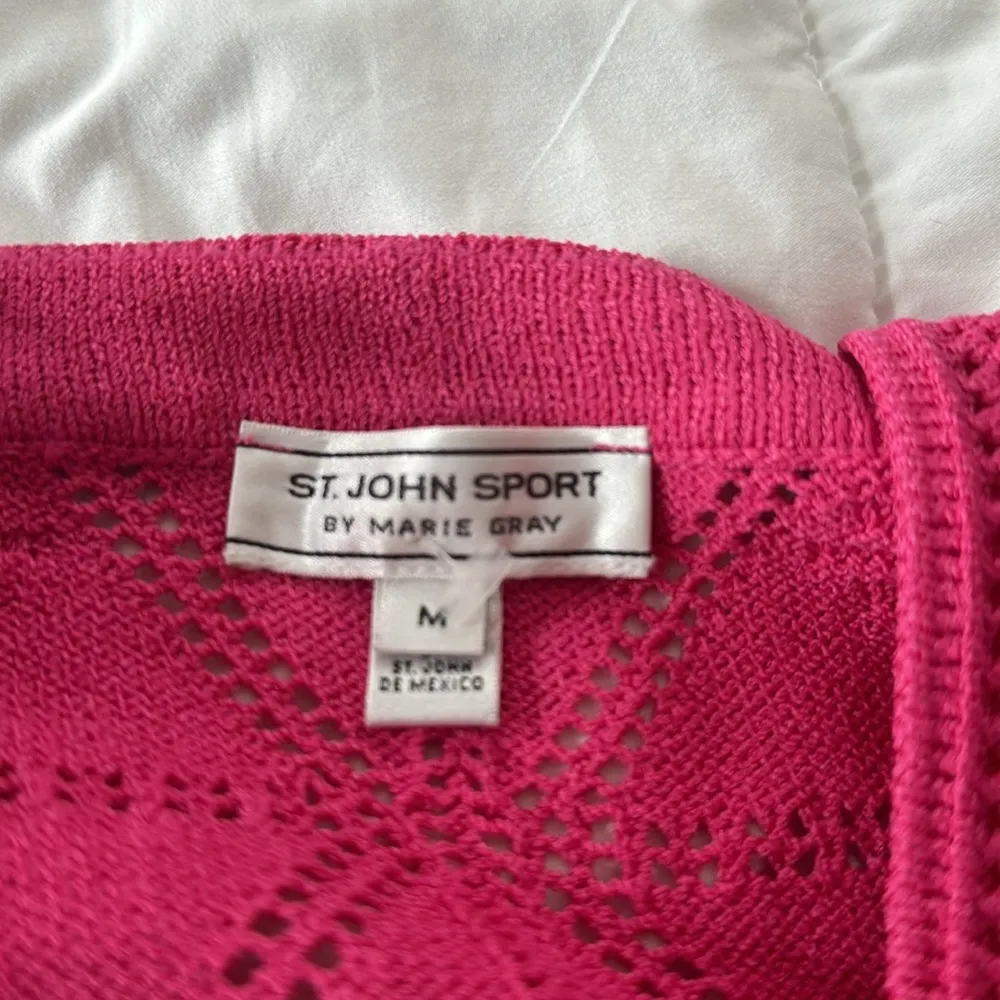 ST. JOHN SPORT
BY MARIE GRAY
M
ST. JOHN
DE MEXICO